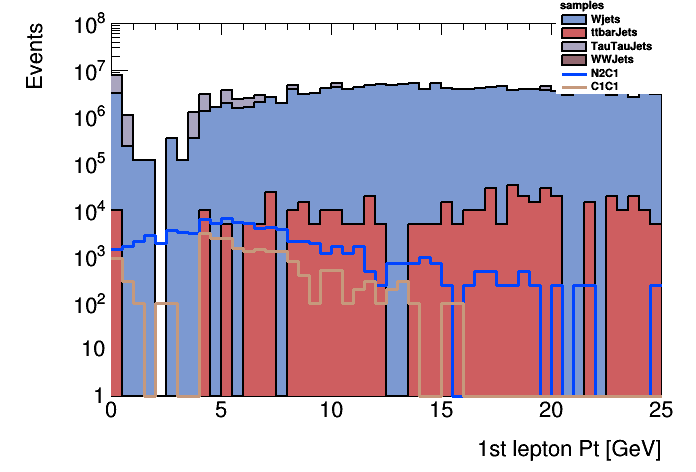 samples
Wjets
ttbarJets
TauTauJets
WWJets
N2C1
C1C1
Events
10^8
10^7
10^6
10^5
10^4
10^3
10^2
10
1
0 5 10 15 20 25
1st lepton Pt [GeV]